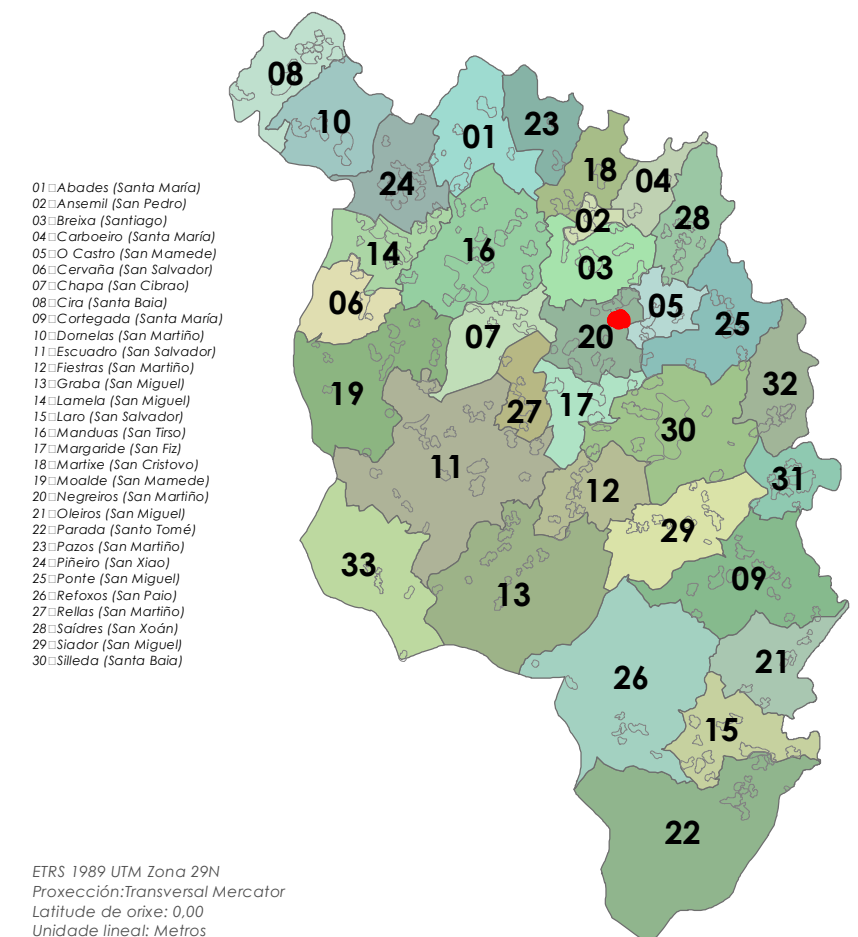 08
10
01
23
24
18
04
02
28
01 Abades (Santa María)
02 Ansemil (San Pedro)
03 Breixa (Santiago)
04 Carboeiro (Santa María)
05 O Castro (San Mamede)
06 Cervaña (San Salvador)
07 Chapa (San Cibrao)
08 Cira (Santa Baia)
09 Cortegada (Santa María)
10 Dornelas (San Martiño)
11 Escuadro (San Salvador)
12 Fiestras (San Martiño)
13 Graba (San Miguel)
14 Lamela (San Miguel)
15 Laro (San Salvador)
16 Manduas (San Tirso)
17 Margaride (San Fiz)
18 Martixe (San Cristovo)
19 Moalde (San Mamede)
20 Negreiros (San Martiño)
21 Oleiros (San Miguel)
22 Parada (Santo Tomé)
23 Pazos (San Martiño)
24 Piñeiro (San Xiao)
25 Ponte (San Miguel)
26 Refoxos (San Paio)
27 Rellas (San Martiño)
28 Saídres (San Xoán)
29 Siador (San Miguel)
30 Silleda (Santa Baia)
14
16
03
06
05
07
20
25
19
27
17
32
30
11
12
31
29
33
13
09
26
21
15
22
ETRS 1989 UTM Zona 29N
Proxección:Transversal Mercator
Latitude de orixe: 0,00
Unidade lineal: Metros